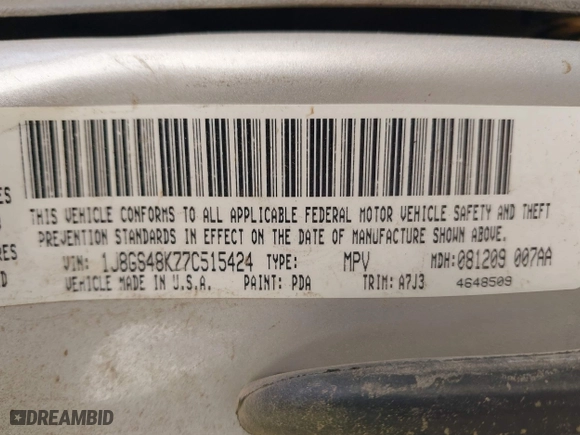 THIS VEHICLE CONFORMS TO ALL APPLICABLE FEDERAL MOTOR VEHICLE SAFETY AND THEFT
PREVENTION STANDARDS IN EFFECT ON THE DATE OF MANUFACTURE SHOWN ABOVE.
VIN: 1J8GS48K77C515424 TYPE: MPV MDH: 081209 007AA
VEHICLE MADE IN U.S.A. PAINT: PDA TRIM: A7J3 4648509
DREAMBID